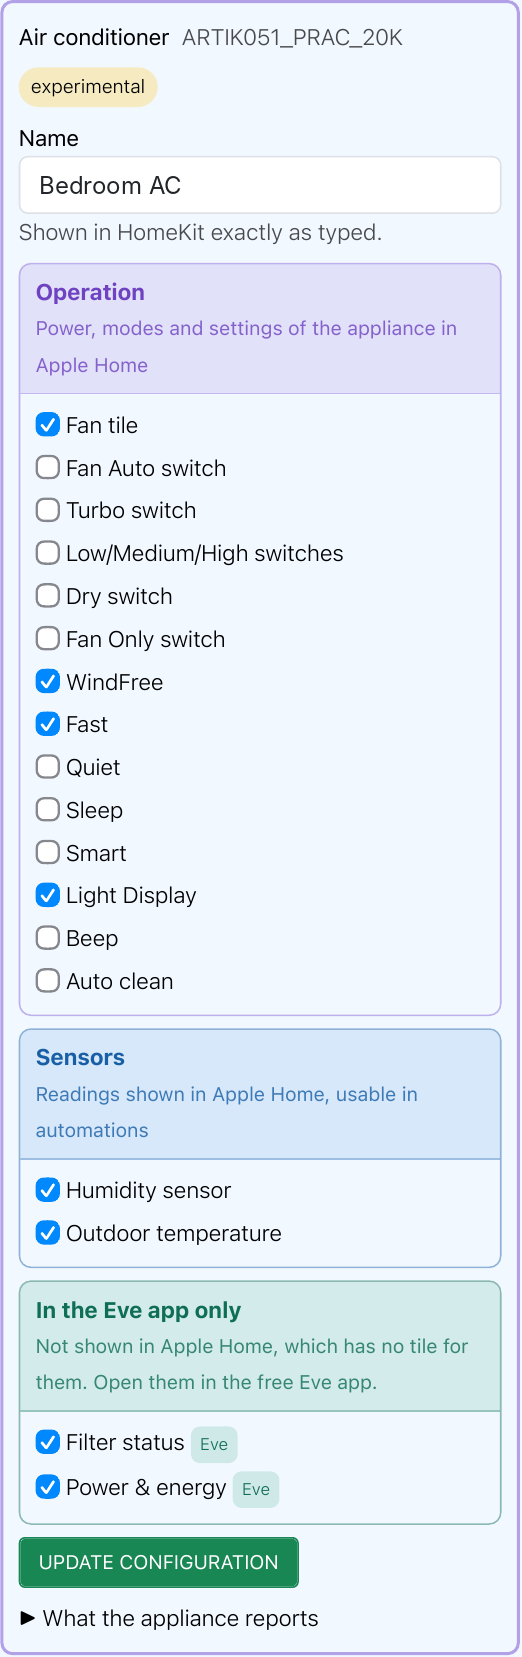 Air conditioner ARTIK051_PRAC_20K
experimental
Name
Bedroom AC
Shown in HomeKit exactly as typed.
Operation
Power, modes and settings of the appliance in
Apple Home
Fan tile
Fan Auto switch
Turbo switch
Low/Medium/High switches
Dry switch
Fan Only switch
WindFree
Fast
Quiet
Sleep
Smart
Light Display
Beep
Auto clean
Sensors
Readings shown in Apple Home, usable in
automations
Humidity sensor
Outdoor temperature
In the Eve app only
Not shown in Apple Home, which has no tile for
them. Open them in the free Eve app.
Filter status Eve
Power & energy Eve
UPDATE CONFIGURATION
What the appliance reports